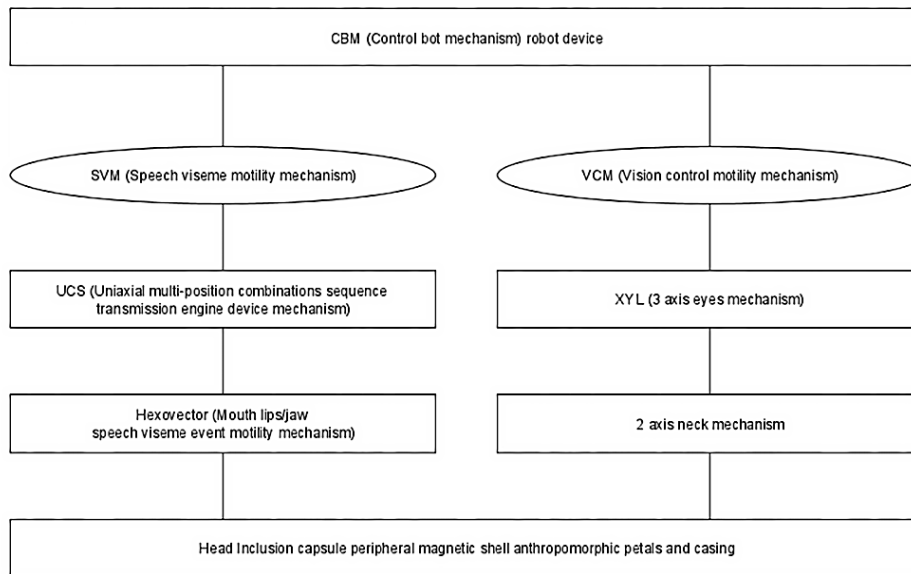 CBM (Control bot mechanism) robot device
SVM (Speech viseme motility mechanism)
VCM (Vision control motility mechanism)
UCS (Uniaxial multi-position combinations sequence
transmission engine device mechanism)
XYL (3 axis eyes mechanism)
Hexovector (Mouth lips/jaw
speech viseme event motility mechanism)
2 axis neck mechanism
Head Inclusion capsule peripheral magnetic shell anthropomorphic petals and casing